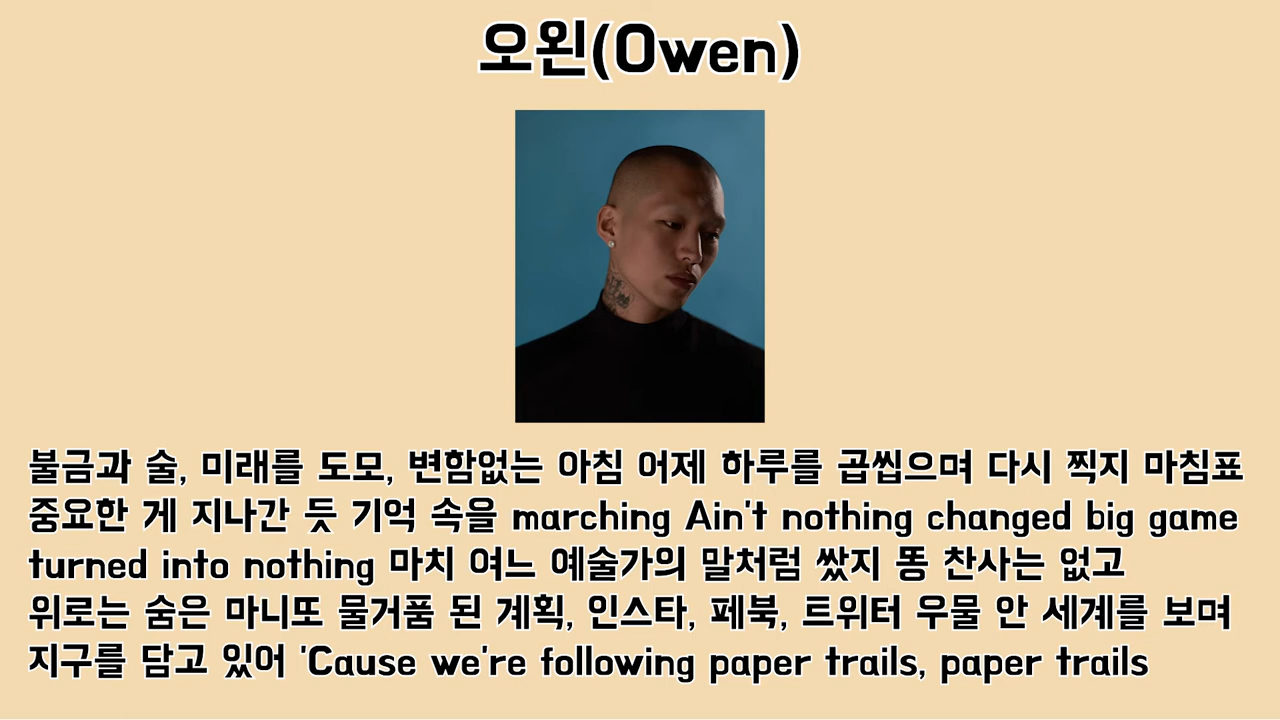 오왼(Owen)
불금과 술, 미래를 도모, 변함없는 아침 어제 하루를 곱씹으며 다시 찍지 마침표
중요한 게 지나간 듯 기억 속을 marching Ain't nothing changed big game
turned into nothing 마치 여느 예술가의 말처럼 쌌지 똥 찬사는 없고
위로는 숨은 마니또 물거품 된 계획, 인스타, 페북, 트위터 우물 안 세계를 보며
지구를 담고 있어 'Cause we're following paper trails, paper trails